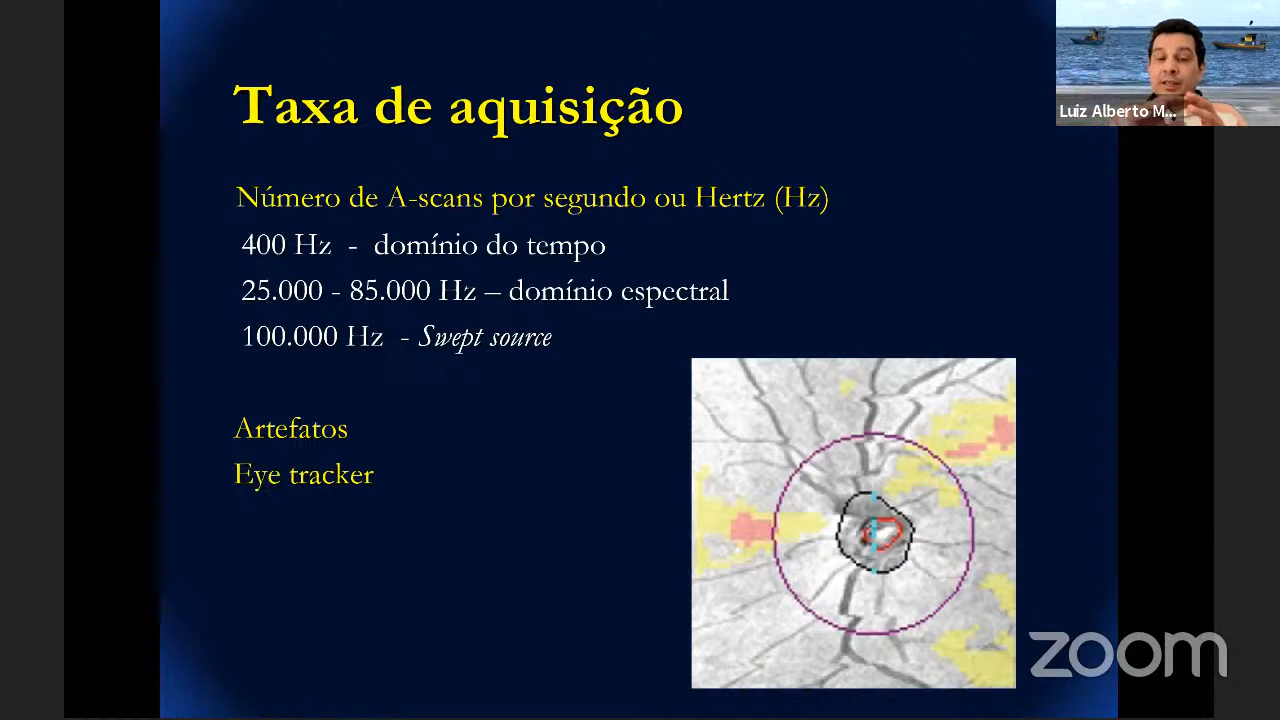 Taxa de aquisição
Luiz Alberto M...
Número de A-scans por segundo ou Hertz (Hz)
400 Hz - domínio do tempo
25.000 - 85.000 Hz – domínio espectral
100.000 Hz - Swept source
Artefatos
Eye tracker
zoom